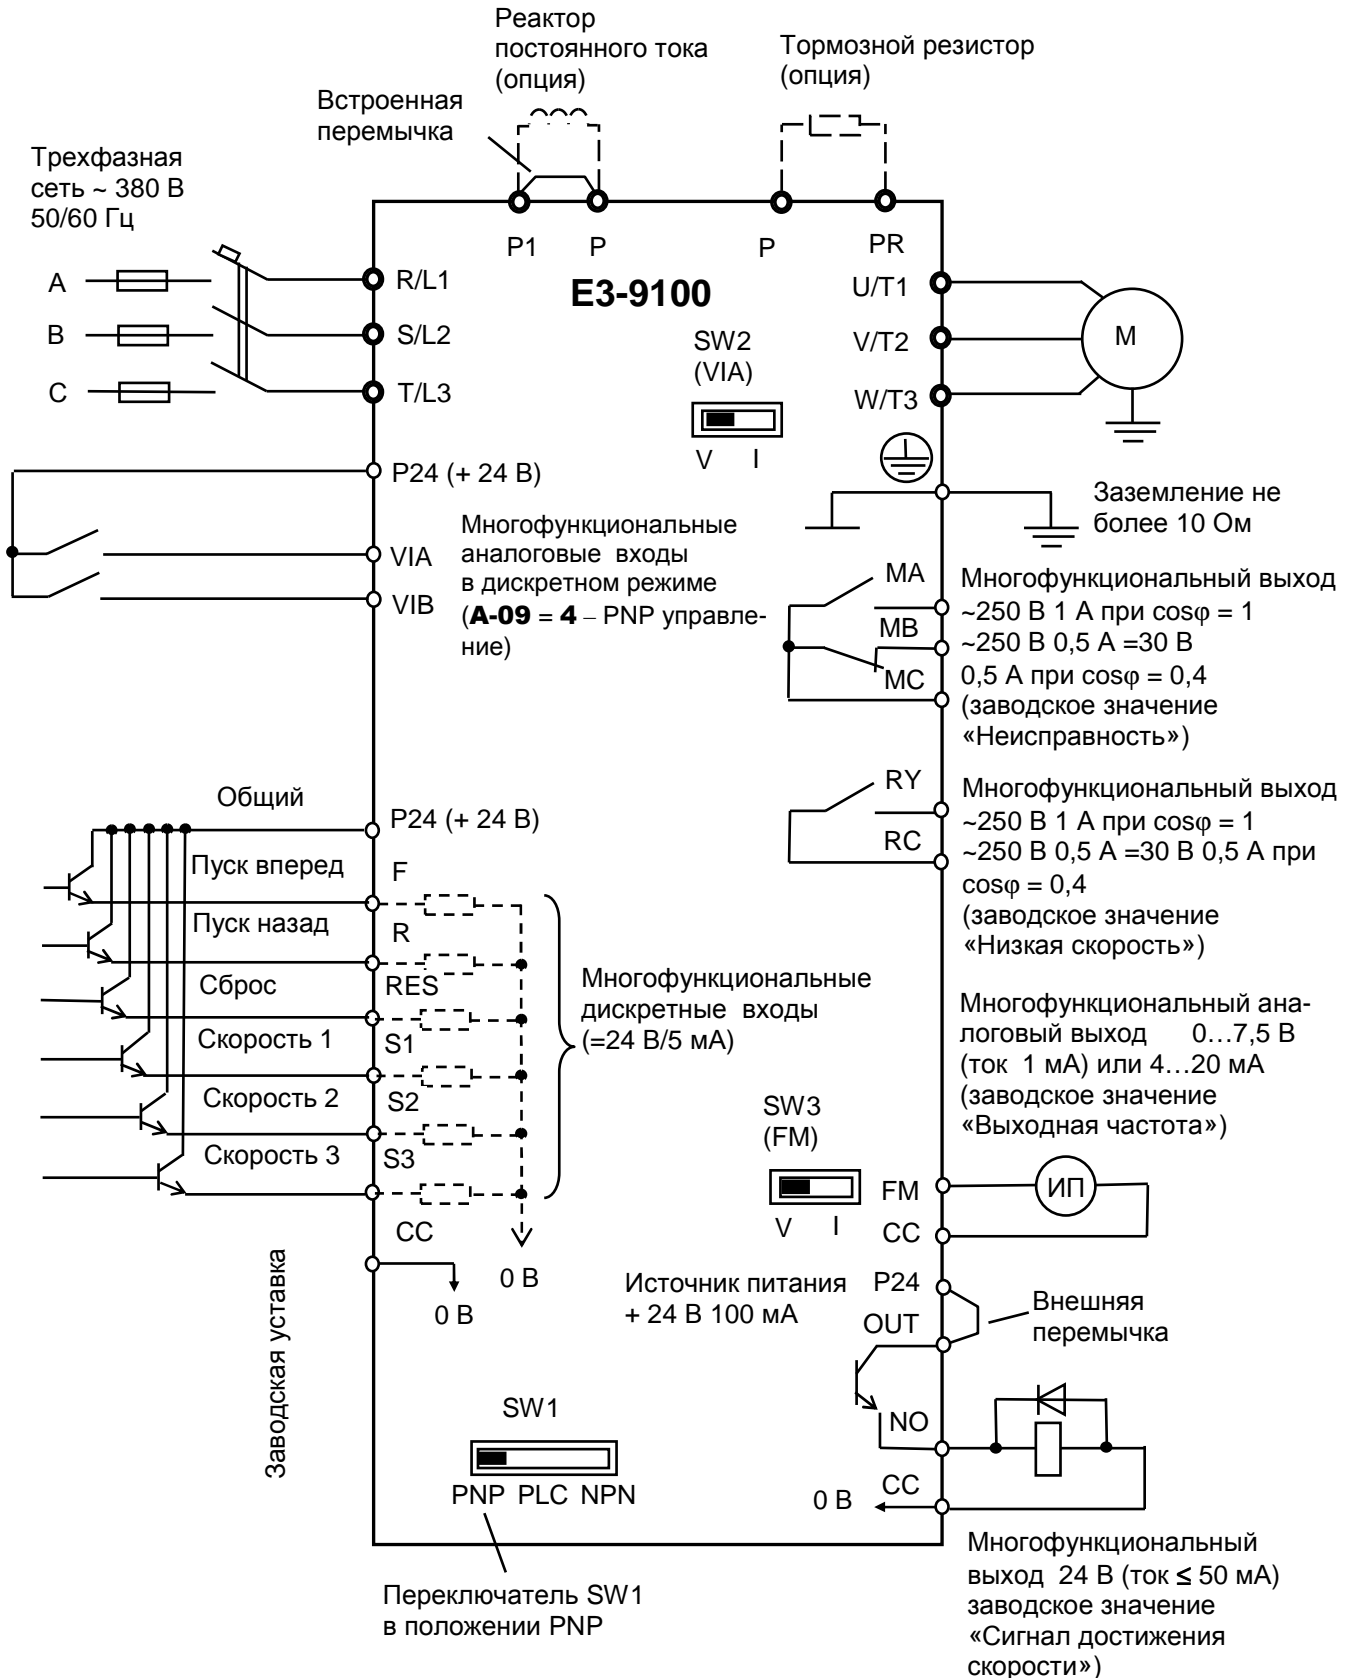 Реактор
постоянного тока
(опция)
Тормозной резистор
(опция)
Встроенная
перемычка
Трехфазная
сеть ~ 380 В
50/60 Гц
P1
P
P
PR
E3-9100
A
B
C
R/L1
S/L2
T/L3
U/T1
V/T2
W/T3
М
SW2
(VIA)
V
I
P24 (+ 24 В)
VIA
VIB
Многофункциональные
аналоговые входы
в дискретном режиме
(А-09 = 4 – PNP управле-
ние)
Заземление не
более 10 Ом
MA
MB
MC
Многофункциональный выход
~250 В 1 А при cosφ = 1
~250 В 0,5 А =30 В
0,5 А при cosφ = 0,4
(заводское значение
«Неисправность»)
RY
RC
Многофункциональный выход
~250 В 1 А при cosφ = 1
~250 В 0,5 А =30 В 0,5 А при
cosφ = 0,4
(заводское значение
«Низкая скорость»)
Общий
P24 (+ 24 В)
Пуск вперед
F
Пуск назад
R
Сброс
RES
Скорость 1
S1
Скорость 2
S2
Скорость 3
S3
CC
0 В
0 В
Многофункциональные
дискретные входы
(=24 В/5 мА)
Многофункциональный ана-
логовый выход 0…7,5 В
(ток 1 мА) или 4…20 мА
(заводское значение
«Выходная частота»)
SW3
(FM)
V
I
FM
CC
ИП
Источник питания
+ 24 В 100 мА
P24
OUT
Внешняя
перемычка
NO
CC
0 В
Заводская уставка
SW1
PNP PLC NPN
Переключатель SW1
в положении PNP
Многофункциональный
выход 24 В (ток ≤ 50 мА)
заводское значение
«Сигнал достижения
скорости»)